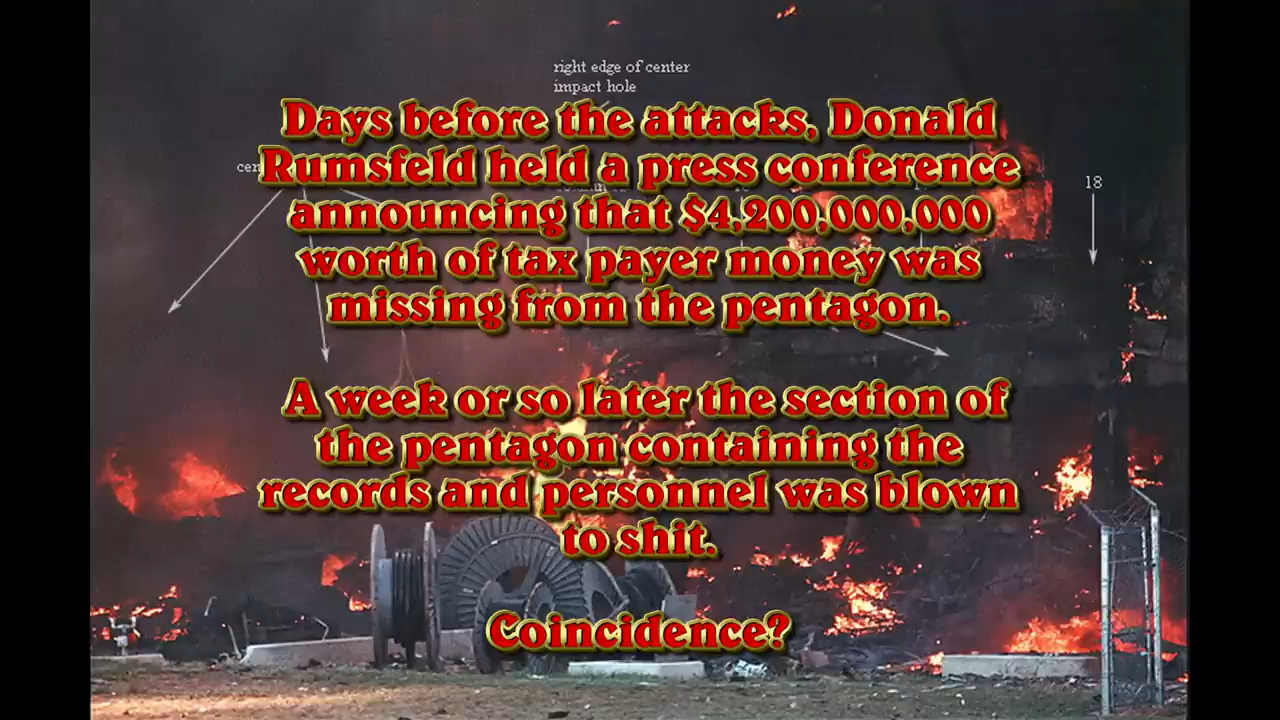 right edge of center
impact hole
Days before the attacks, Donald
Rumsfeld held a press conference
announcing that $4,200,000,000
worth of tax payer money was
missing from the pentagon.
18
A week or so later the section of
the pentagon containing the
records and personnel was blown
to shit.
Coincidence?